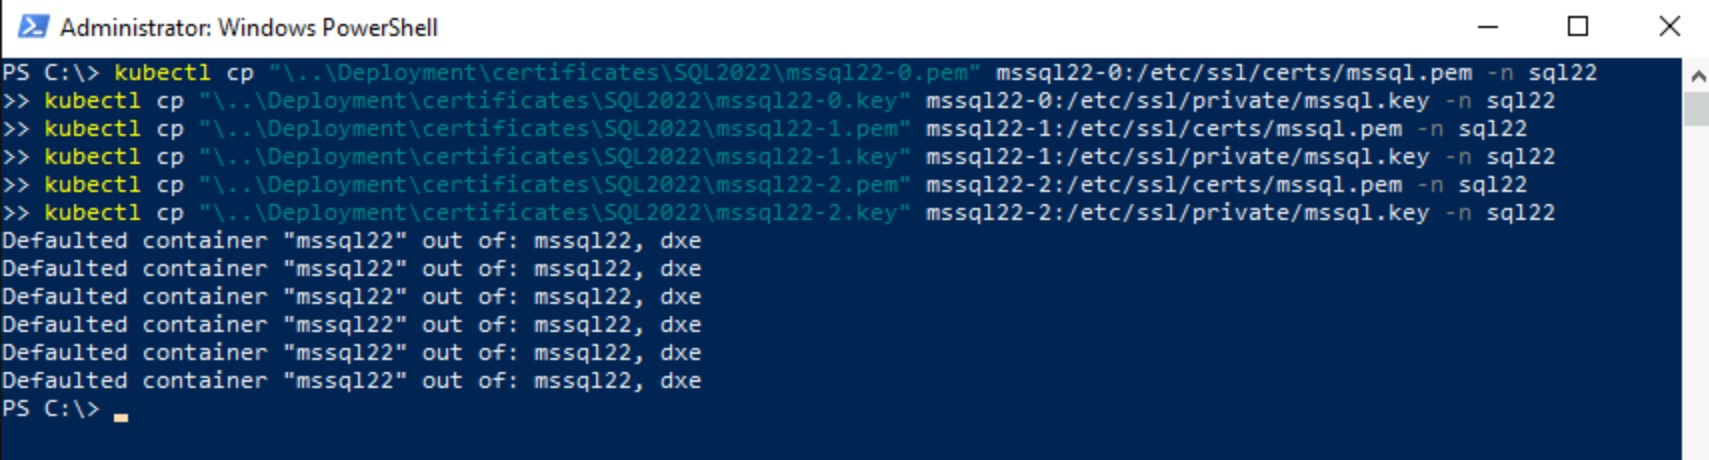 Administrator: Windows PowerShell
PS C:\> kubectl cp "\..\Deployment\certificates\SQL2022\mssql22-0.pem" mssql22-0:/etc/ssl/certs/mssql.pem -n sql22
>> kubectl cp "\..\Deployment\certificates\SQL2022\mssql22-0.key" mssql22-0:/etc/ssl/private/mssql.key -n sql22
>> kubectl cp "\..\Deployment\certificates\SQL2022\mssql22-1.pem" mssql22-1:/etc/ssl/certs/mssql.pem -n sql22
>> kubectl cp "\..\Deployment\certificates\SQL2022\mssql22-1.key" mssql22-1:/etc/ssl/private/mssql.key -n sql22
>> kubectl cp "\..\Deployment\certificates\SQL2022\mssql22-2.pem" mssql22-2:/etc/ssl/certs/mssql.pem -n sql22
>> kubectl cp "\..\Deployment\certificates\SQL2022\mssql22-2.key" mssql22-2:/etc/ssl/private/mssql.key -n sql22
Defaulted container "mssql22" out of: mssql22, dxe
Defaulted container "mssql22" out of: mssql22, dxe
Defaulted container "mssql22" out of: mssql22, dxe
Defaulted container "mssql22" out of: mssql22, dxe
Defaulted container "mssql22" out of: mssql22, dxe
Defaulted container "mssql22" out of: mssql22, dxe
PS C:\>